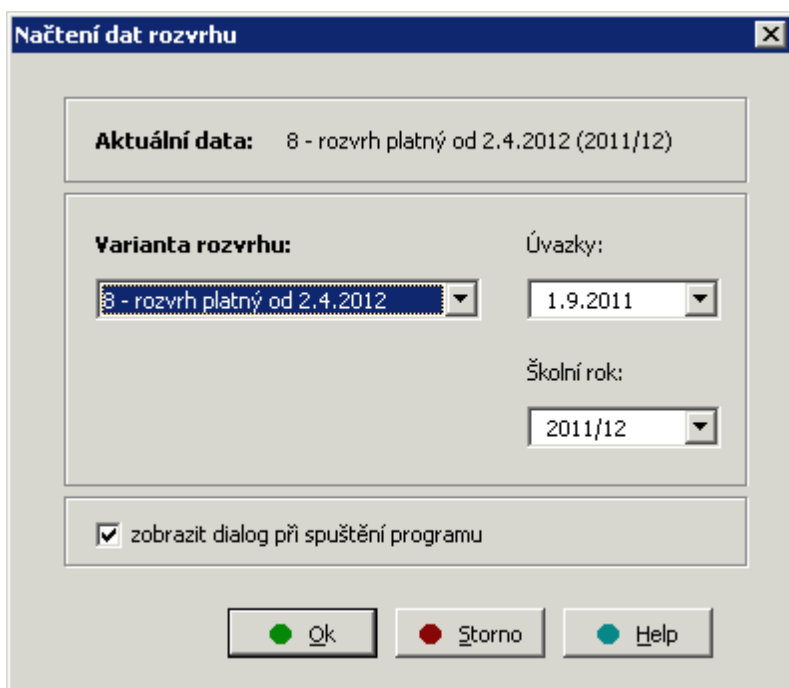 Načtení dat rozvrhu
Aktuální data: 8 - rozvrh platný od 2.4.2012 (2011/12)
Varianta rozvrhu: Úvazky:
8 - rozvrh platný od 2.4.2012 1.9.2011
Školní rok:
2011/12
zobrazit dialog při spuštění programu
Ok Storno Help